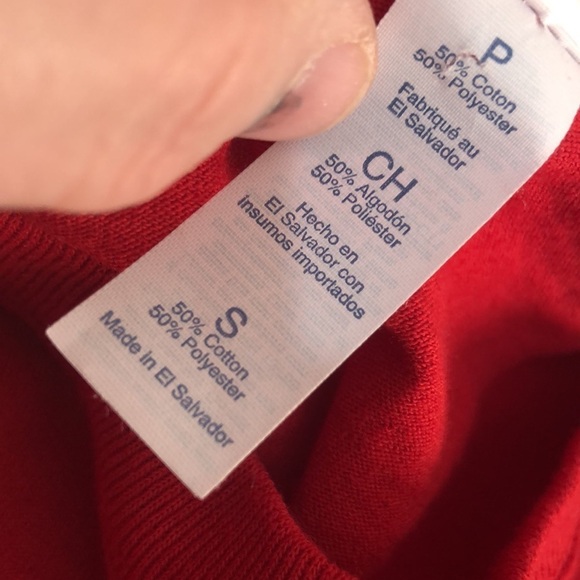 P
50% Coton
50% Polyester
Fabriqué au
El Salvador
CH
50% Algodón
50% Poliéster
Hecho en
El Salvador con
insumos importados
S
50% Cotton
50% Polyester
Made in El Salvador